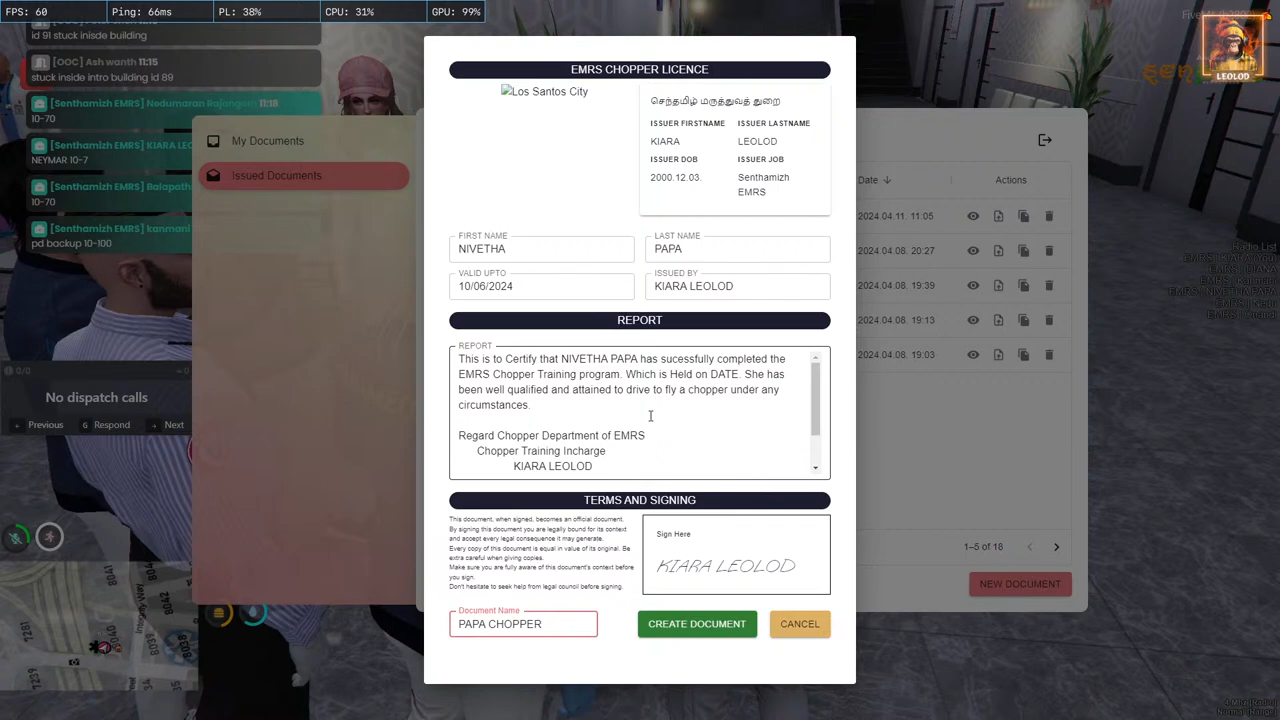 FPS: 60
Ping: 66ms
PL: 38%
CPU: 31%
GPU: 99%
id 91 stuck inisde building
[OOC] Ash wanth 11:15
stuck inside intro building id 89
[Senthamizh EMRS] Nedumaran Rajangam 11:18
10-70
[Senthamizh EMRS] KIARA LEO
NEYMAR 10-7
[Senthamizh EMRS] Balapath
10-70
[Senthamizh EMRS] kanmani
pd backup 10-100
0/0
No dispatch calls
← Previous
G Respond
→ Next
My Documents
Issued Documents
EMRS CHOPPER LICENCE
Los Santos City
செந்தமிழ் மருத்துவத் துறை
ISSUER FIRSTNAME
ISSUER LASTNAME
KIARA
LEOLOD
ISSUER DOB
ISSUER JOB
2000.12.03.
Senthamizh
EMRS
FIRST NAME
NIVETHA
LAST NAME
PAPA
VALID UPTO
10/06/2024
ISSUED BY
KIARA LEOLOD
REPORT
REPORT
This is to Certify that NIVETHA PAPA has sucessfully completed the
EMRS Chopper Training program. Which is Held on DATE. She has
been well qualified and attained to drive to fly a chopper under any
circumstances.
Regard Chopper Department of EMRS
Chopper Training Incharge
KIARA LEOLOD
TERMS AND SIGNING
This document, when signed, becomes an official document.
By signing this document you are legally bound for its context
and accept every legal consequence it may generate.
Every copy of this document is equal in value of its original. Be
extra careful when giving copies.
Make sure you are fully aware of this document's context before
you sign.
Don't hesitate to seek help from legal council before signing.
Sign Here
KIARA LEOLOD
Document Name
PAPA CHOPPER
CREATE DOCUMENT
CANCEL
Date
Actions
2024.04.11. 11:05
2024.04.08. 20:27
2024.04.08. 19:39
2024.04.08. 19:13
2024.04.08. 19:03
1–5 of 18
NEW DOCUMENT
LEOLOD
Radio List